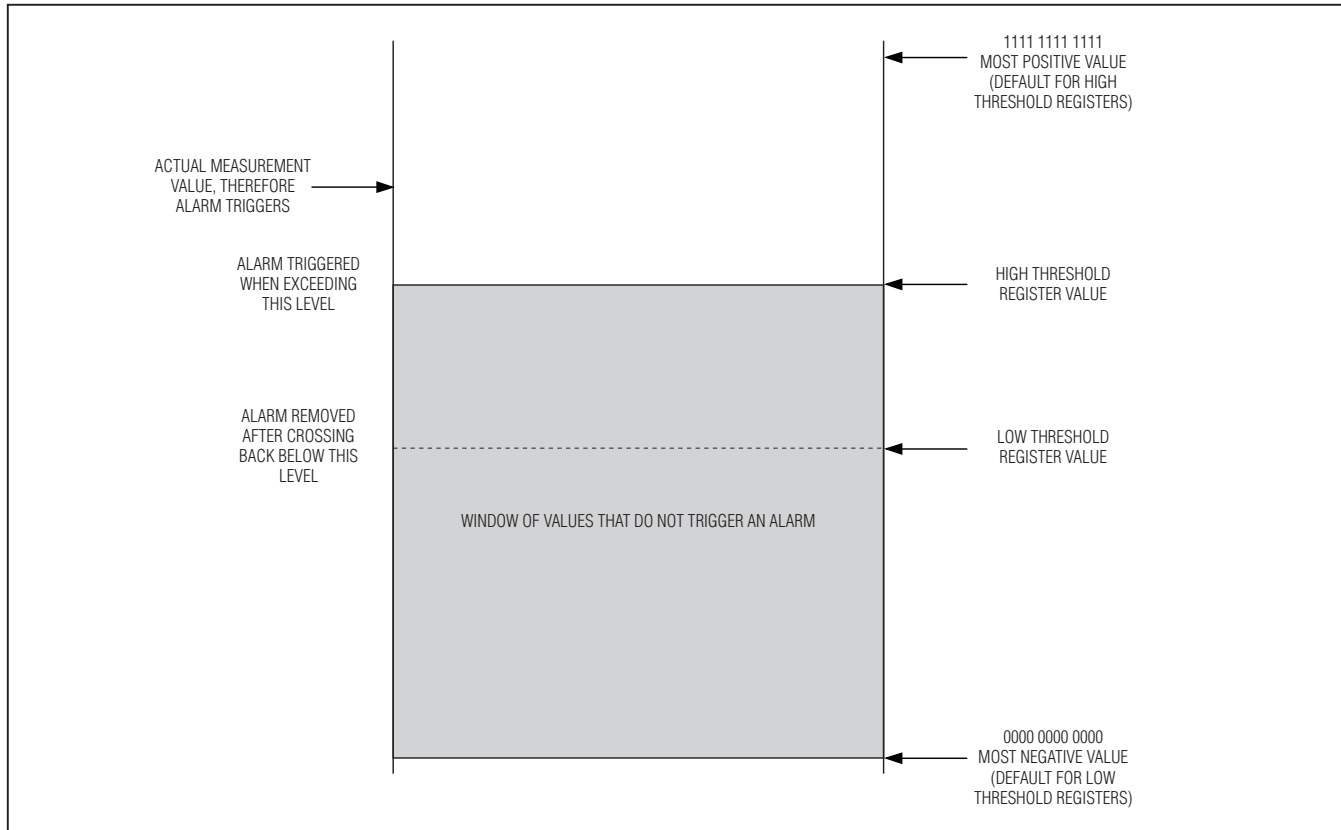 1111 1111 1111
MOST POSITIVE VALUE
(DEFAULT FOR HIGH
THRESHOLD REGISTERS)
ACTUAL MEASUREMENT
VALUE, THEREFORE
ALARM TRIGGERS
ALARM TRIGGERED
WHEN EXCEEDING
THIS LEVEL
HIGH THRESHOLD
REGISTER VALUE
ALARM REMOVED
AFTER CROSSING
BACK BELOW THIS
LEVEL
LOW THRESHOLD
REGISTER VALUE
WINDOW OF VALUES THAT DO NOT TRIGGER AN ALARM
0000 0000 0000
MOST NEGATIVE VALUE
(DEFAULT FOR LOW
THRESHOLD REGISTERS)